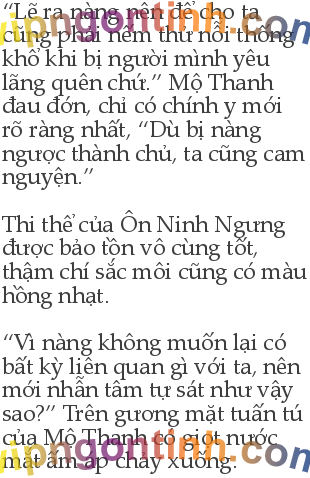 “Lẽ ra nàng nên để cho ta
cũng phải nếm thử nỗi thống
khổ khi bị người mình yêu
lãng quên chứ.” Mộ Thanh
đau đớn, chỉ có chính y mới
rõ ràng nhất, “Dù bị nàng
ngược thành chủ, ta cũng cam
nguyện.”
Thi thể của Ôn Ninh Ngưng
được bảo tồn vô cùng tốt,
thậm chí sắc môi cũng có màu
hồng nhạt.
“Vì nàng không muốn lại có
bất kỳ liên quan gì với ta, nên
mới nhẫn tâm tự sát như vậy
sao?” Trên gương mặt tuấn tú
của Mộ Thanh có giọt nước
mắt ấm áp chảy xuống.
vipngontinh.com
vipngontinh.com